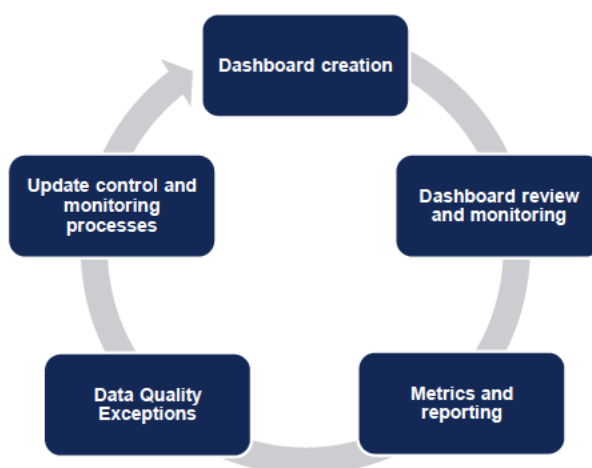 Dashboard creation
Dashboard review
and monitoring
Metrics and
reporting
Data Quality
Exceptions
Update control and
monitoring
processes